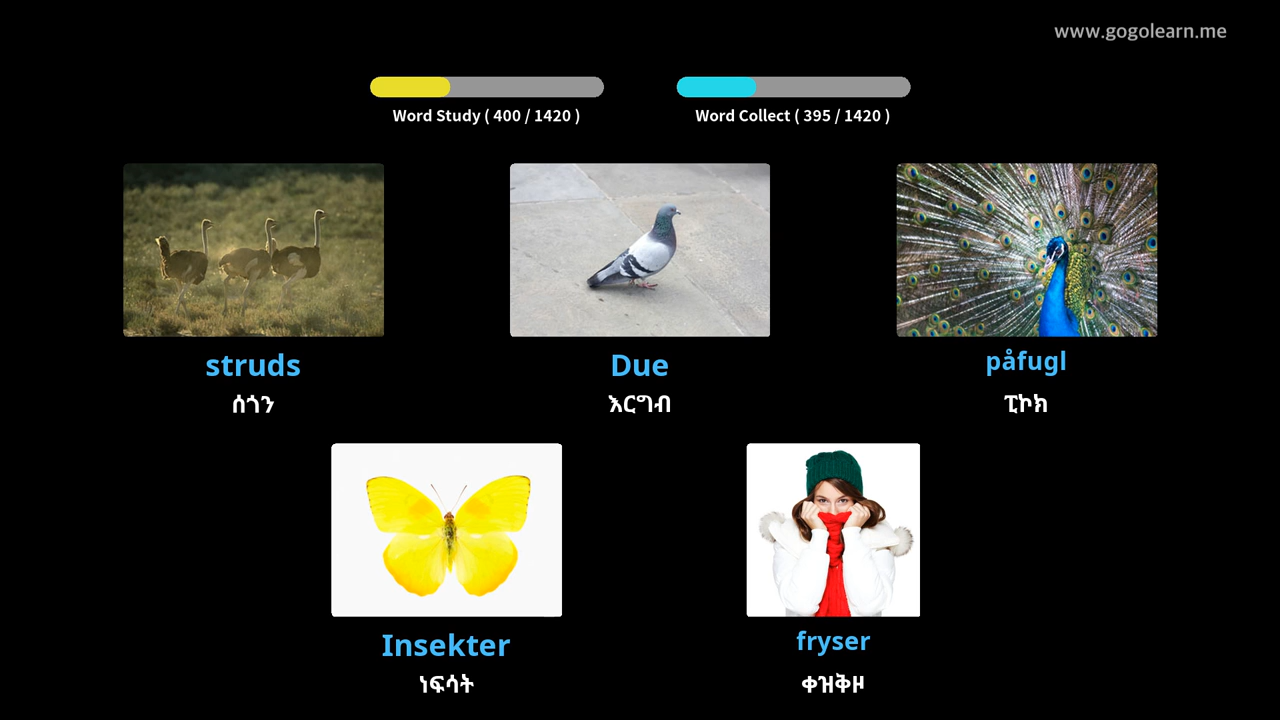 www.gogolearn.me
Word Study ( 400 / 1420 )
Word Collect ( 395 / 1420 )
struds
Due
påfugl
ሰጎን
እርግብ
ፒኮክ
Insekter
fryser
ነፍሳት
ቀዝቅዞ